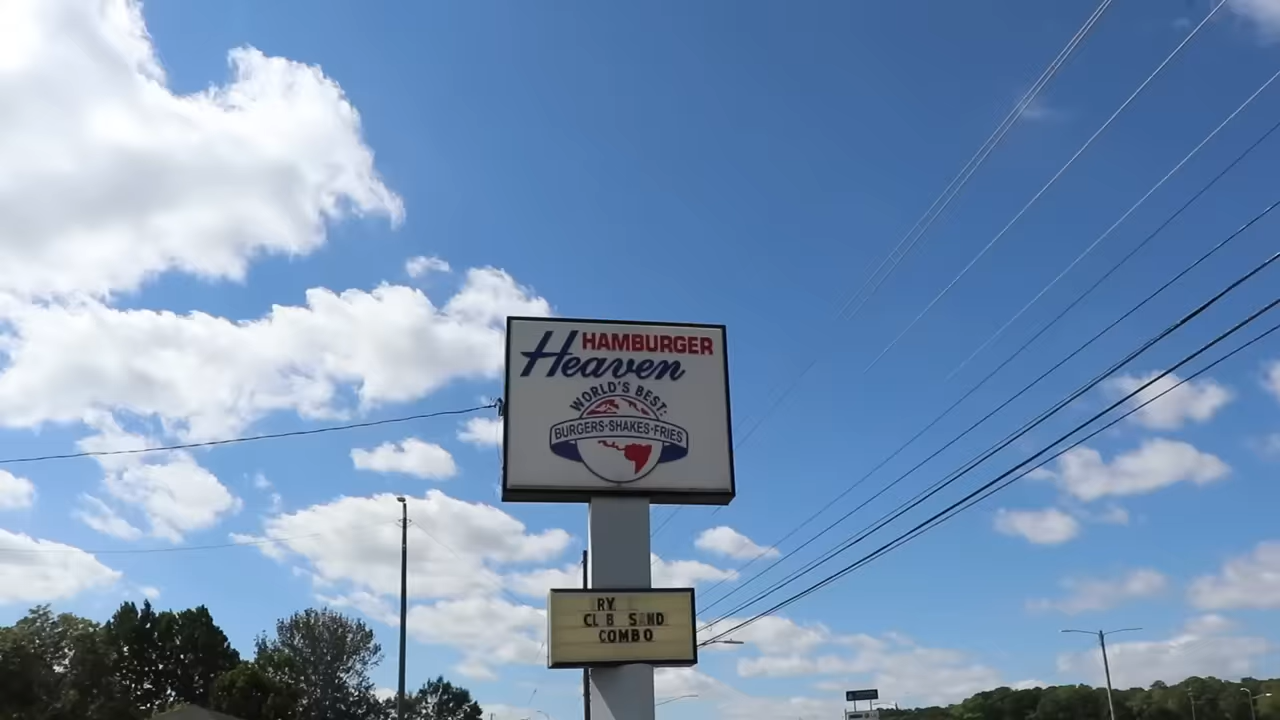 HAMBURGER
Heaven
WORLD'S BEST:
BURGERS·SHAKES·FRIES
RY
CL B SAND
COMBO